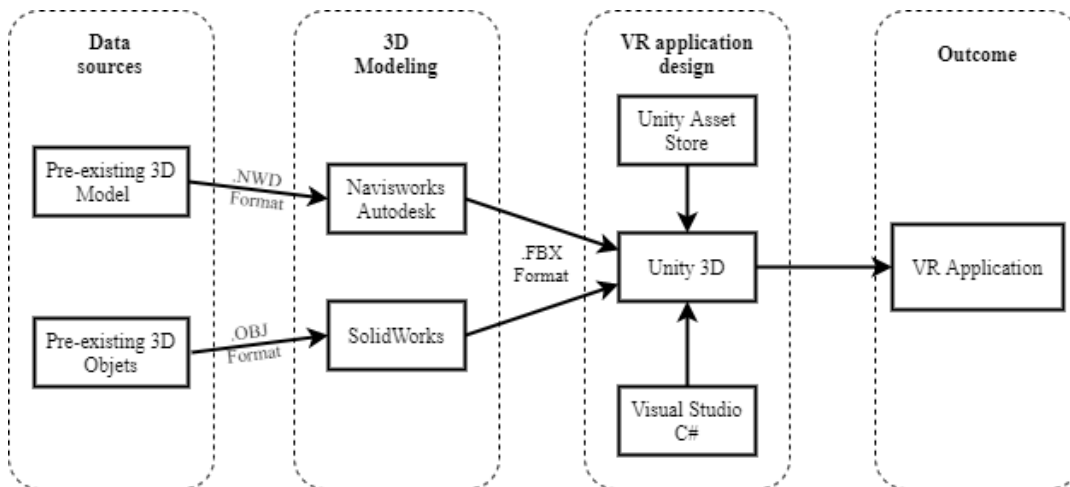 Data
sources
3D
Modeling
VR application
design
Outcome
Unity Asset
Store
Pre-existing 3D
Model
.NWD
Format
Navisworks
Autodesk
.FBX
Format
Unity 3D
VR Application
Pre-existing 3D
Objets
.OBJ
Format
SolidWorks
Visual Studio
C#